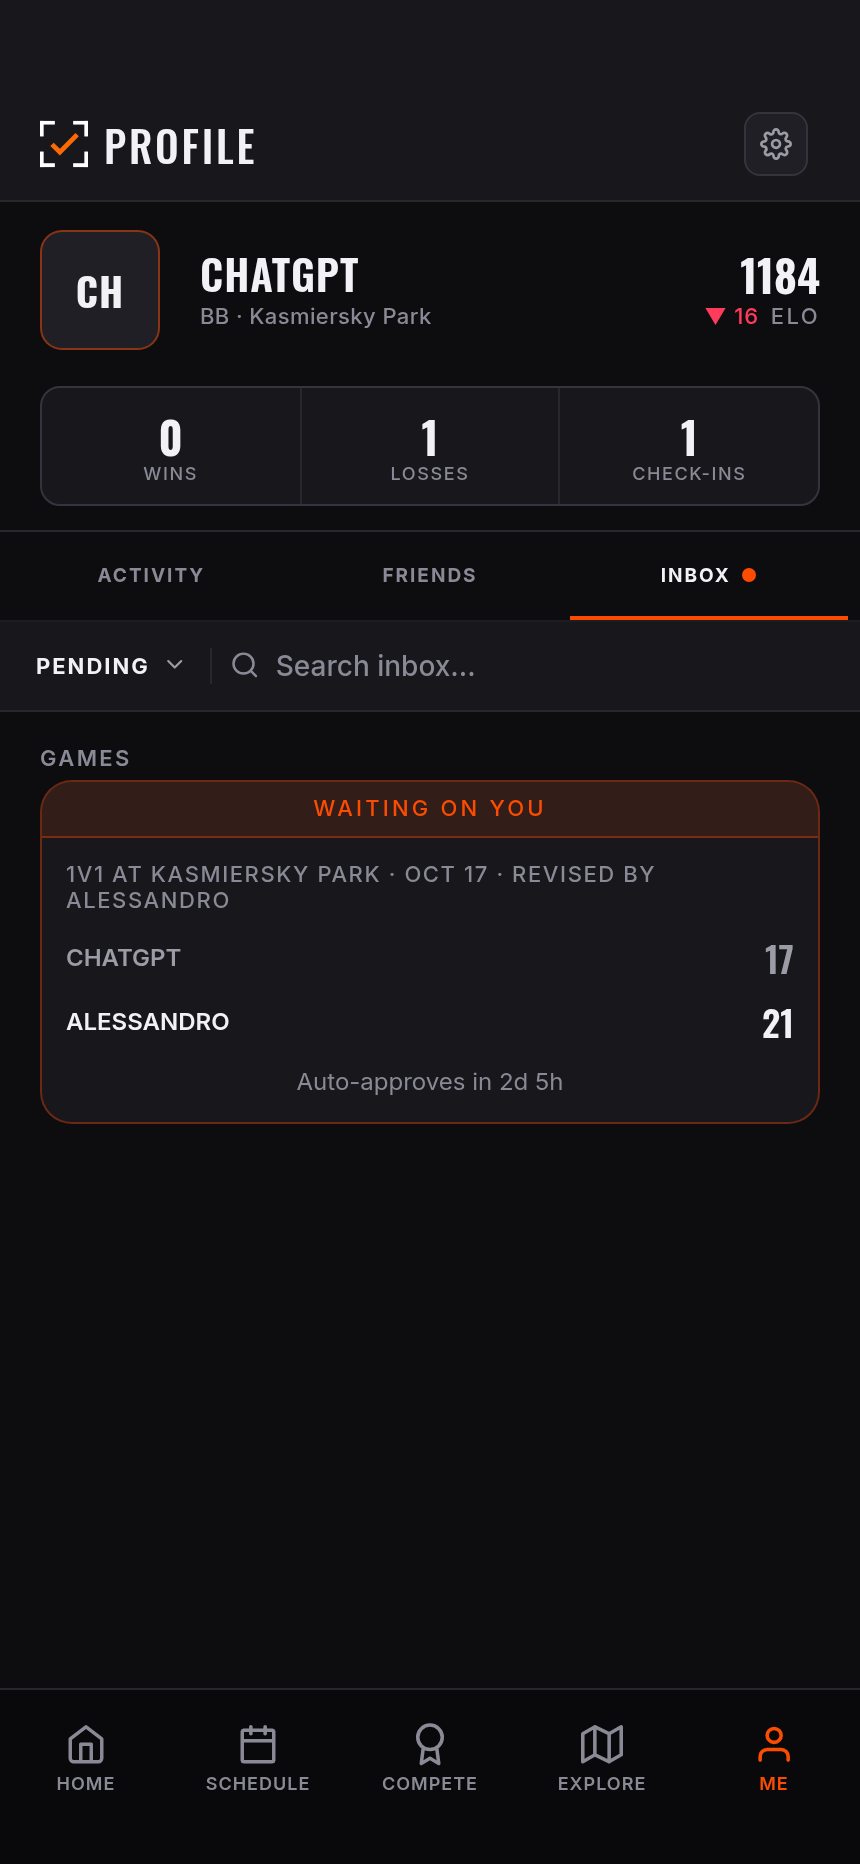 PROFILE
CH
CHATGPT
BB · Kasmiersky Park
1184
▼ 16 ELO
0
WINS
1
LOSSES
1
CHECK-INS
ACTIVITY
FRIENDS
INBOX
PENDING
Search inbox...
GAMES
WAITING ON YOU
1V1 AT KASMIERSKY PARK · OCT 17 · REVISED BY
ALESSANDRO
CHATGPT 17
ALESSANDRO 21
Auto-approves in 2d 5h
HOME
SCHEDULE
COMPETE
EXPLORE
ME